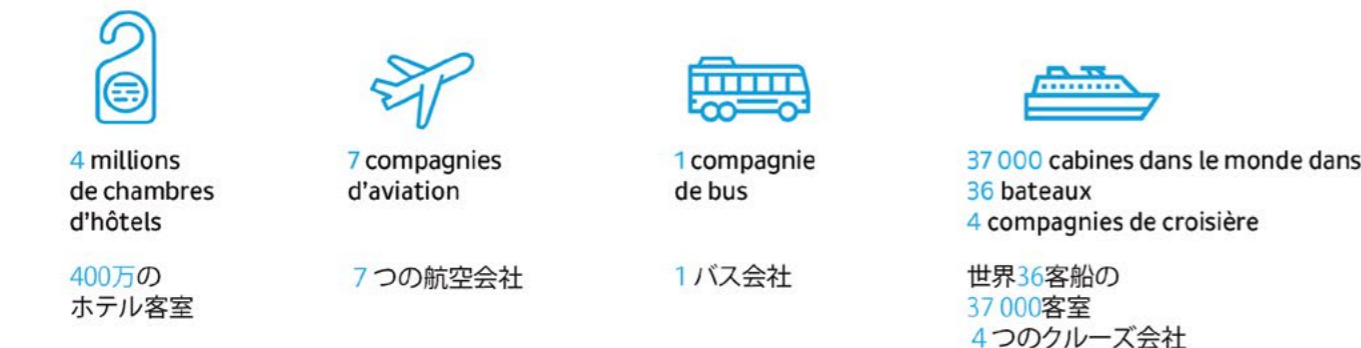 4 millions
de chambres
d'hôtels
400万の
ホテル客室
7 compagnies
d'aviation
7つの航空会社
1 compagnie
de bus
1バス会社
37 000 cabines dans le monde dans
36 bateaux
4 compagnies de croisière
世界36客船の
37 000客室
4つのクルーズ会社